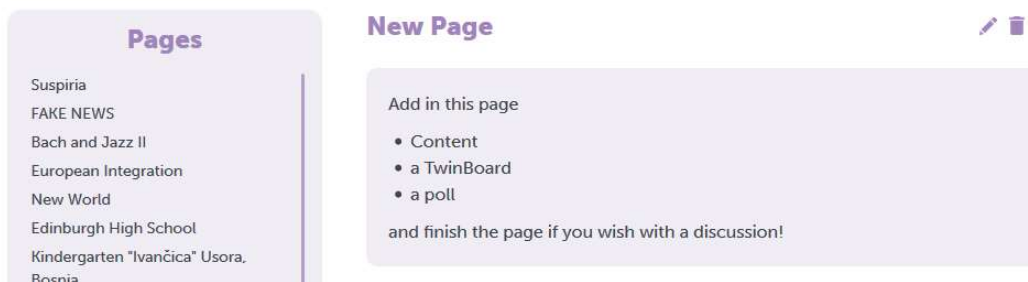 Pages
Suspiria
FAKE NEWS
Bach and Jazz II
European Integration
New World
Edinburgh High School
Kindergarten "Ivančica" Usora,
Bosnia
New Page
Add in this page
• Content
• a TwinBoard
• a poll
and finish the page if you wish with a discussion!